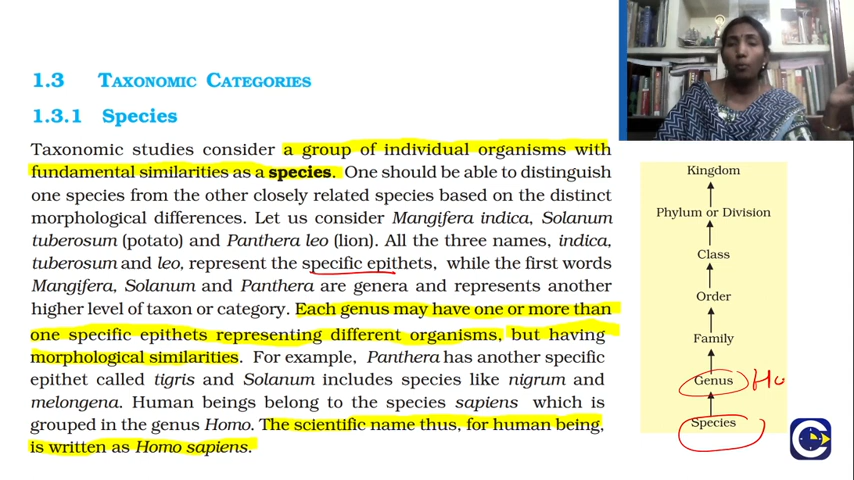 1.3 TAXONOMIC CATEGORIES
1.3.1 Species
Taxonomic studies consider a group of individual organisms with
fundamental similarities as a species. One should be able to distinguish
one species from the other closely related species based on the distinct
morphological differences. Let us consider Mangifera indica, Solanum
tuberosum (potato) and Panthera leo (lion). All the three names, indica,
tuberosum and leo, represent the specific epithets, while the first words
Mangifera, Solanum and Panthera are genera and represents another
higher level of taxon or category. Each genus may have one or more than
one specific epithets representing different organisms, but having
morphological similarities. For example, Panthera has another specific
epithet called tigris and Solanum includes species like nigrum and
melongena. Human beings belong to the species sapiens which is
grouped in the genus Homo. The scientific name thus, for human being,
is written as Homo sapiens.
Kingdom
Phylum or Division
Class
Order
Family
Genus Ho
Species